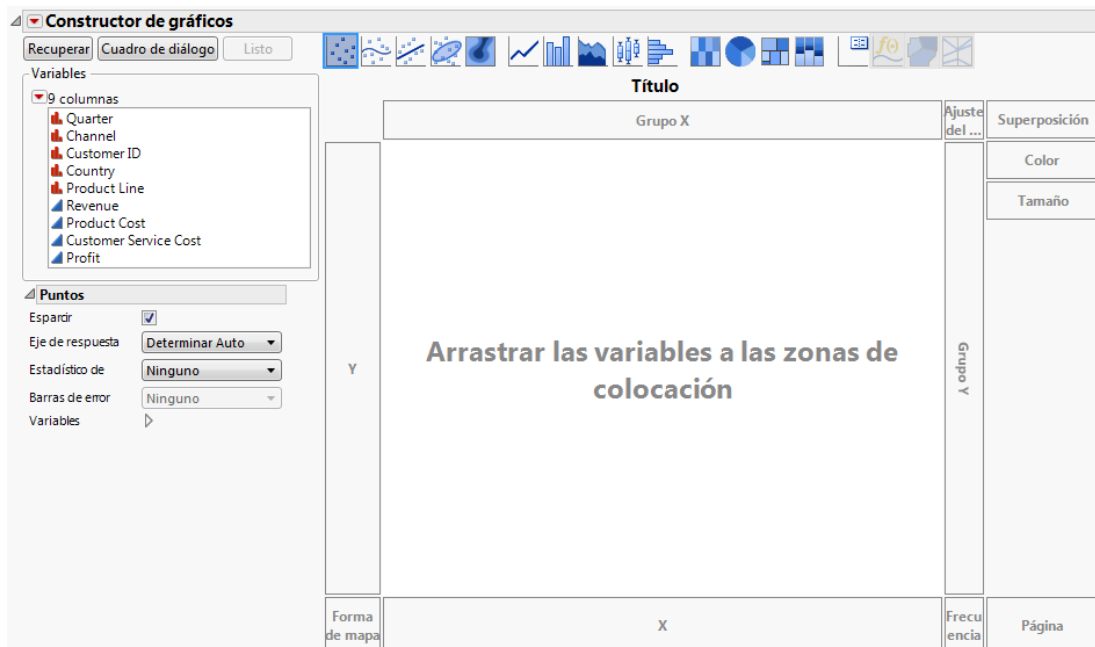 Constructor de gráficos
Recuperar Cuadro de diálogo Listo
Variables
9 columnas
Quarter
Channel
Customer ID
Country
Product Line
Revenue
Product Cost
Customer Service Cost
Profit
Puntos
Esparcir
Eje de respuesta Determinar Auto
Estadístico de Ninguno
Barras de error Ninguno
Variables
Título
Grupo X
Ajuste
del ...
Superposición
Color
Tamaño
Y
Arrastrar las variables a las zonas de
colocación
Grupo Y
Forma
de mapa
X
Frecu
encia
Página